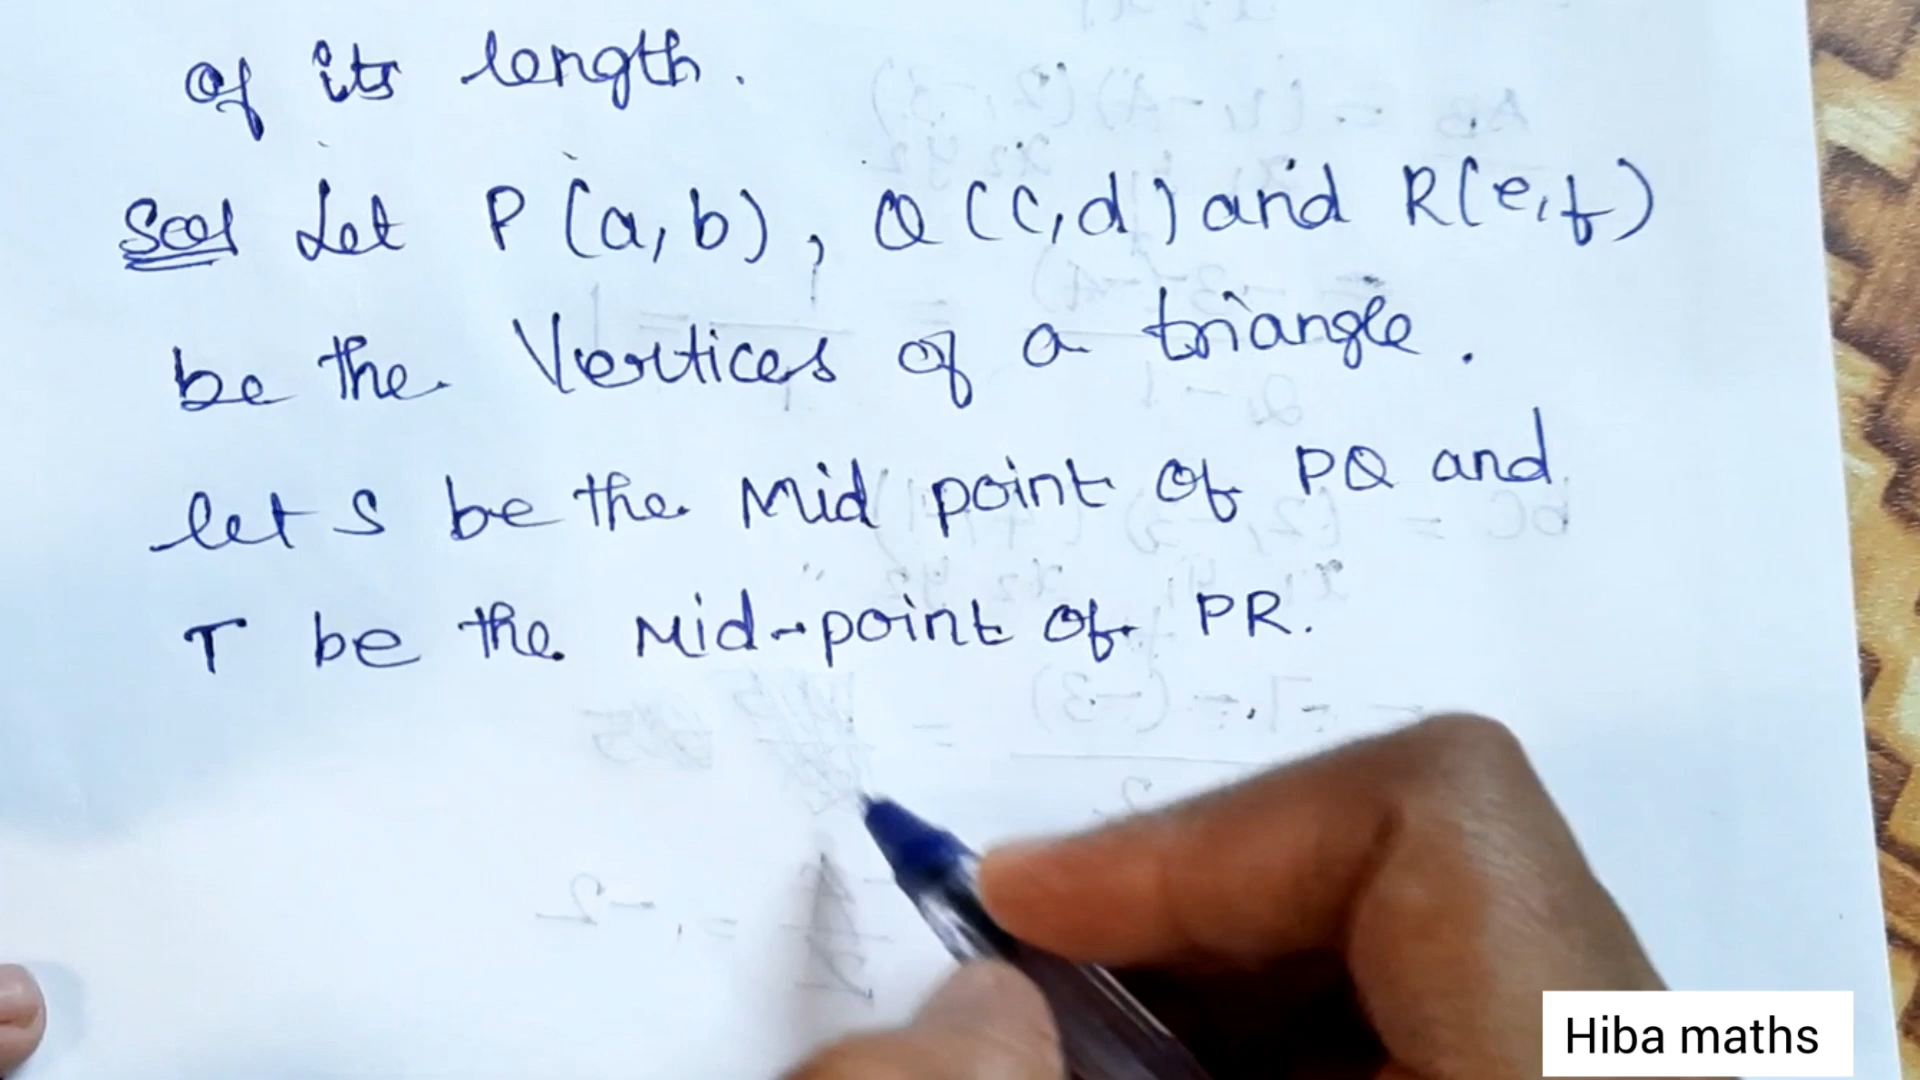 of its length.
Sol Let P(a,b), Q(c,d) and R(e,f)
be the Vertices of a triangle.
let S be the Mid point of PQ and
T be the Mid-point of PR.
Hiba maths